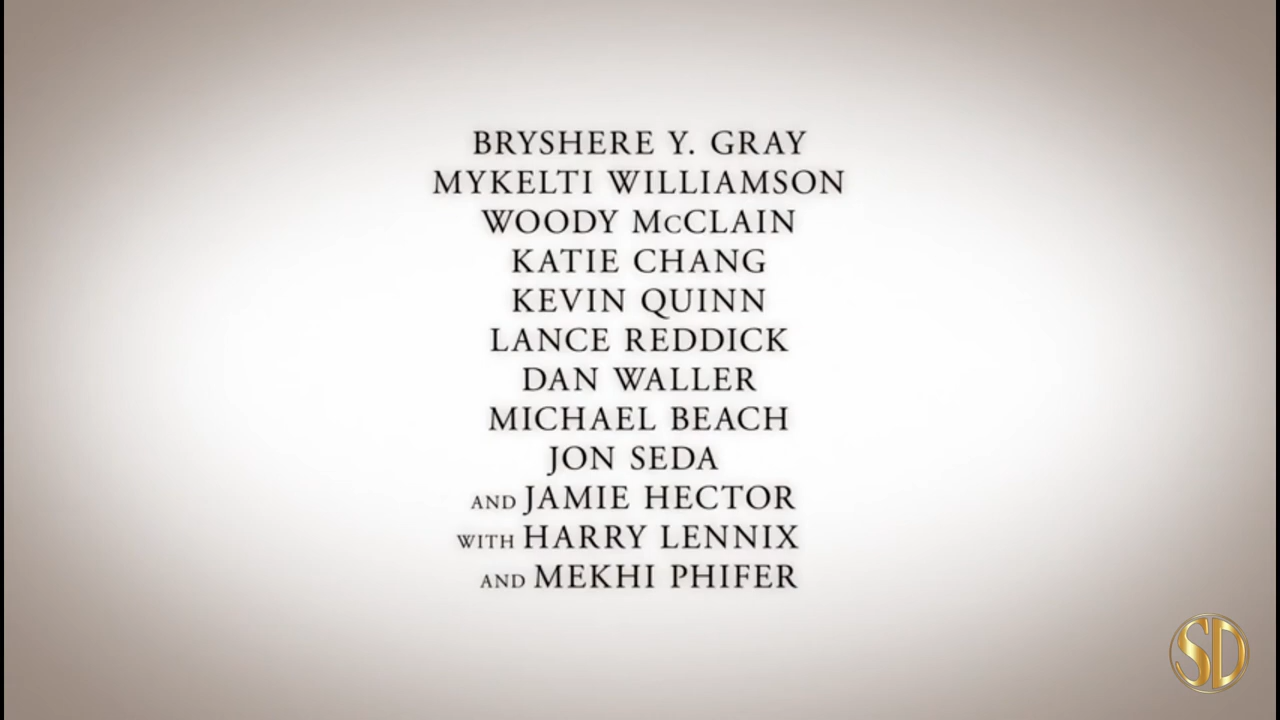 BRYSHERE Y. GRAY
MYKELTI WILLIAMSON
WOODY McCLAIN
KATIE CHANG
KEVIN QUINN
LANCE REDDICK
DAN WALLER
MICHAEL BEACH
JON SEDA
AND JAMIE HECTOR
WITH HARRY LENNIX
AND MEKHI PHIFER
SD